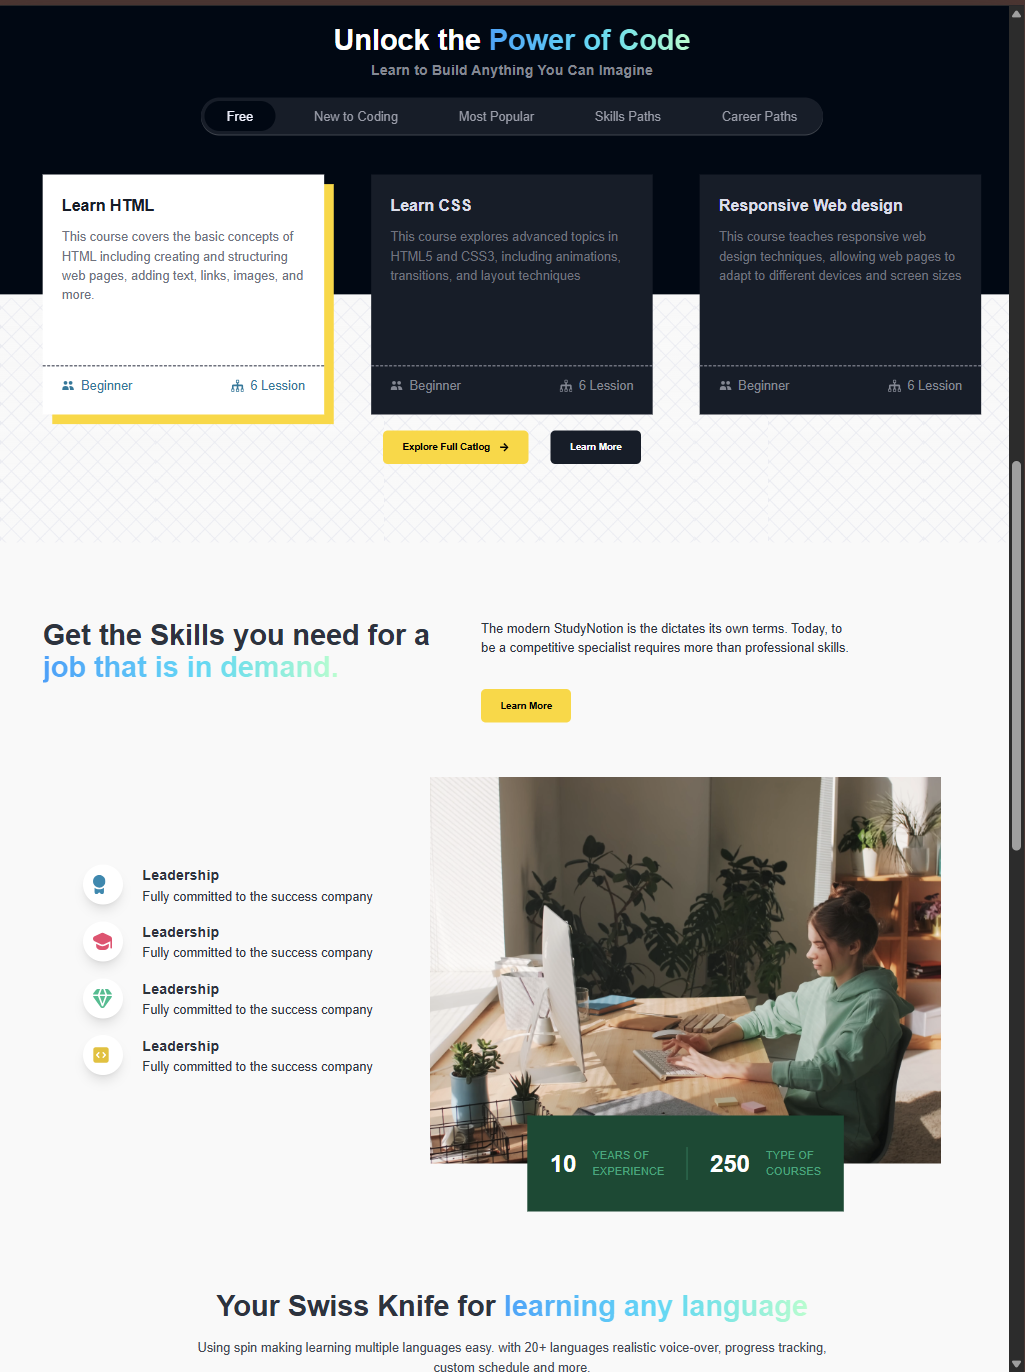 Unlock the Power of Code
Learn to Build Anything You Can Imagine
Free New to Coding Most Popular Skills Paths Career Paths
Learn HTML
This course covers the basic concepts of
HTML including creating and structuring
web pages, adding text, links, images, and
more.
Beginner 6 Lession
Learn CSS
This course explores advanced topics in
HTML5 and CSS3, including animations,
transitions, and layout techniques
Beginner 6 Lession
Responsive Web design
This course teaches responsive web
design techniques, allowing web pages to
adapt to different devices and screen sizes
Beginner 6 Lession
Explore Full Catlog Learn More
Get the Skills you need for a
job that is in demand.
The modern StudyNotion is the dictates its own terms. Today, to
be a competitive specialist requires more than professional skills.
Learn More
Leadership
Fully committed to the success company
Leadership
Fully committed to the success company
Leadership
Fully committed to the success company
Leadership
Fully committed to the success company
10 YEARS OF
EXPERIENCE
250 TYPE OF
COURSES
Your Swiss Knife for learning any language
Using spin making learning multiple languages easy. with 20+ languages realistic voice-over, progress tracking,
custom schedule and more.